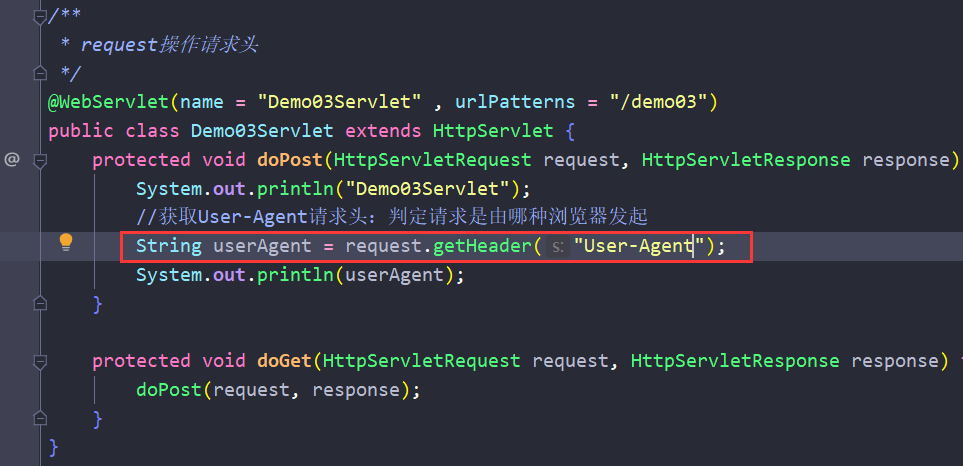 /**
 * request操作请求头
 */
@WebServlet(name = "Demo03Servlet" , urlPatterns = "/demo03")
public class Demo03Servlet extends HttpServlet {
@ protected void doPost(HttpServletRequest request, HttpServletResponse response)
System.out.println("Demo03Servlet");
//获取User-Agent请求头：判定请求是由哪种浏览器发起
String userAgent = request.getHeader( s: "User-Agent");
System.out.println(userAgent);
}
protected void doGet(HttpServletRequest request, HttpServletResponse response)
doPost(request, response);
}
}